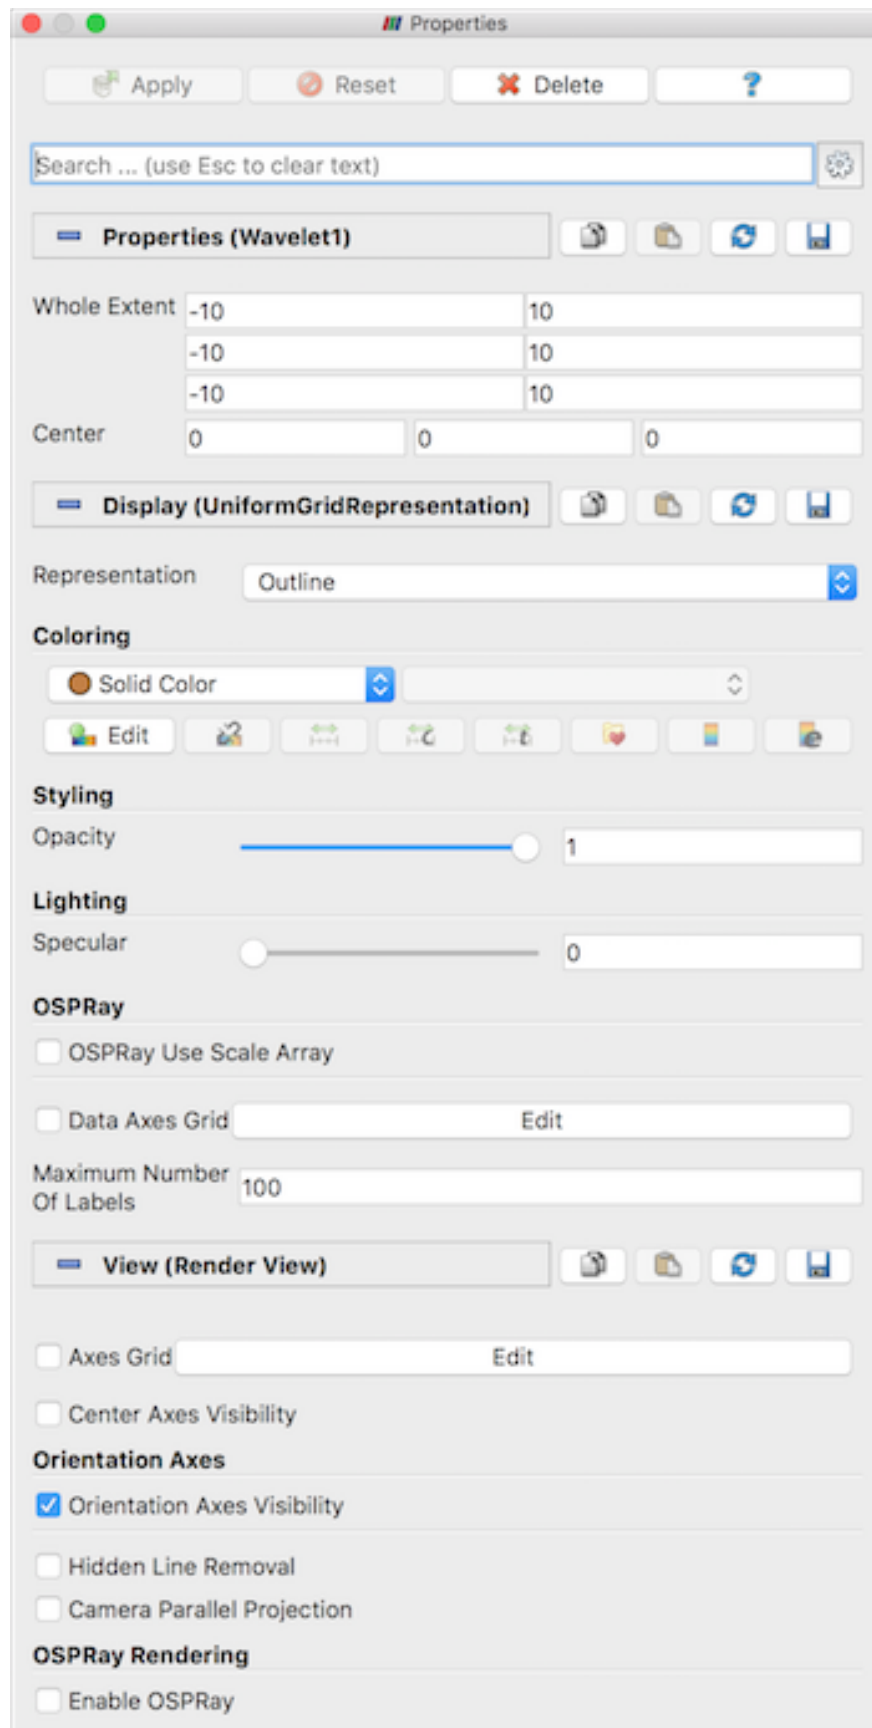 Properties
Apply Reset Delete ?
Search ... (use Esc to clear text)
Properties (Wavelet1)
Whole Extent -10 10
-10 10
-10 10
Center 0 0 0
Display (UniformGridRepresentation)
Representation Outline
Coloring
Solid Color
Edit
Styling
Opacity 1
Lighting
Specular 0
OSPRay
OSPRay Use Scale Array
Data Axes Grid Edit
Maximum Number
Of Labels 100
View (Render View)
Axes Grid Edit
Center Axes Visibility
Orientation Axes
Orientation Axes Visibility
Hidden Line Removal
Camera Parallel Projection
OSPRay Rendering
Enable OSPRay